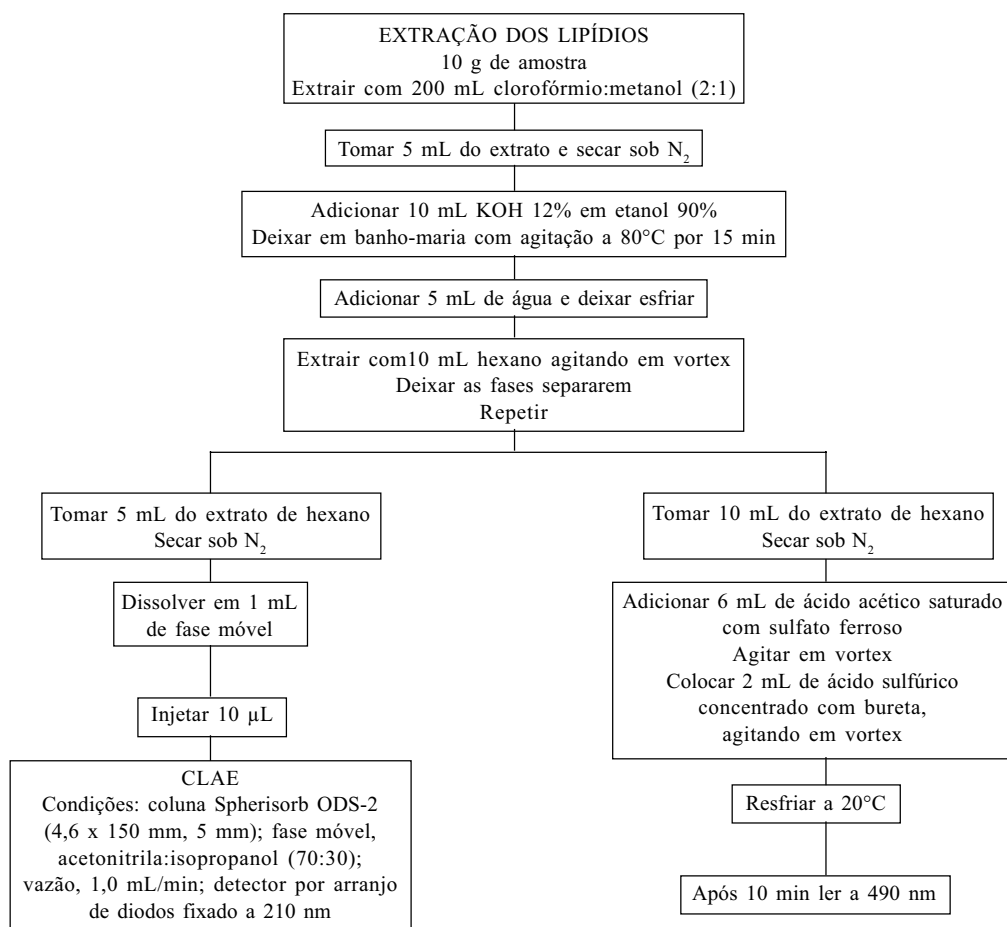 EXTRAÇÃO DOS LIPÍDIOS
10 g de amostra
Extrair com 200 mL clorofórmio:metanol (2:1)
Tomar 5 mL do extrato e secar sob N₂
Adicionar 10 mL KOH 12% em etanol 90%
Deixar em banho-maria com agitação a 80°C por 15 min
Adicionar 5 mL de água e deixar esfriar
Extrair com10 mL hexano agitando em vortex
Deixar as fases separarem
Repetir
Tomar 5 mL do extrato de hexano
Secar sob N₂
Dissolver em 1 mL
de fase móvel
Injetar 10 µL
CLAE
Condições: coluna Spherisorb ODS-2
(4,6 x 150 mm, 5 mm); fase móvel,
acetonitrila:isopropanol (70:30);
vazão, 1,0 mL/min; detector por arranjo
de diodos fixado a 210 nm
Tomar 10 mL do extrato de hexano
Secar sob N₂
Adicionar 6 mL de ácido acético saturado
com sulfato ferroso
Agitar em vortex
Colocar 2 mL de ácido sulfúrico
concentrado com bureta,
agitando em vortex
Resfriar a 20°C
Após 10 min ler a 490 nm